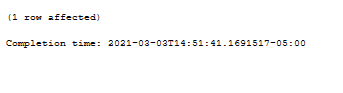 (1 row affected)
Completion time: 2021-03-03T14:51:41.1691517-05:00